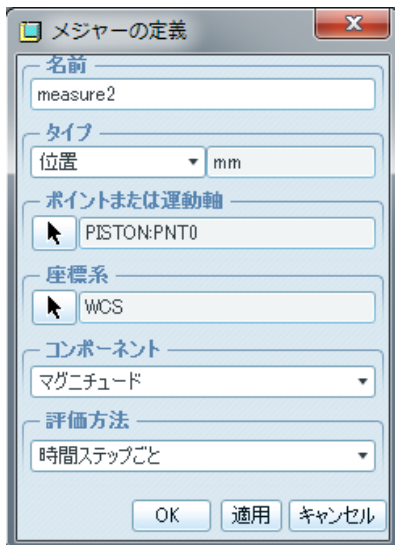 メジャーの定義
名前
measure2
タイプ
位置 mm
ポイントまたは運動軸
PISTON:PNT0
座標系
WCS
コンポーネント
マグニチュード
評価方法
時間ステップごと
OK 適用 キャンセル